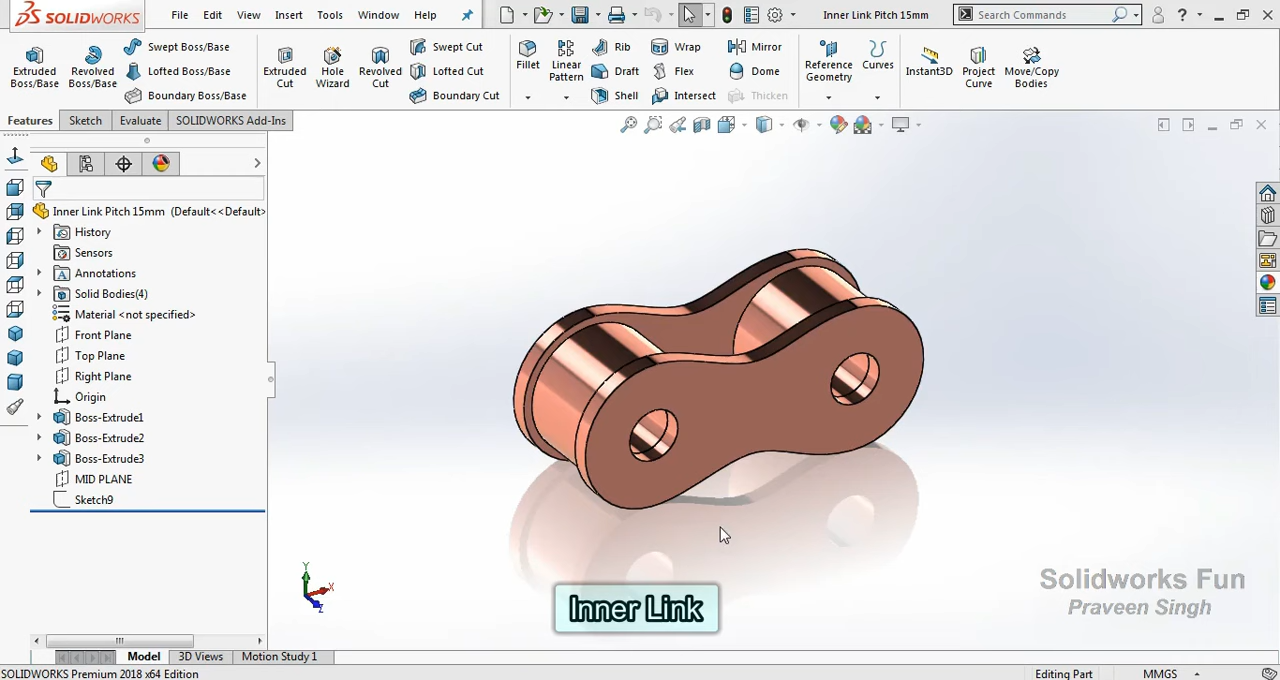 SOLIDWORKS File Edit View Insert Tools Window Help Inner Link Pitch 15mm Search Commands
Extruded Boss/Base
Revolved Boss/Base
Swept Boss/Base
Lofted Boss/Base
Boundary Boss/Base
Extruded Cut
Hole Wizard
Revolved Cut
Swept Cut
Lofted Cut
Boundary Cut
Fillet
Linear Pattern
Rib
Draft
Shell
Wrap
Flex
Intersect
Mirror
Dome
Thicken
Reference Geometry
Curves
Instant3D
Project Curve
Move/Copy Bodies
Features Sketch Evaluate SOLIDWORKS Add-Ins
Inner Link Pitch 15mm (Default<<Default>
History
Sensors
Annotations
Solid Bodies(4)
Material <not specified>
Front Plane
Top Plane
Right Plane
Origin
Boss-Extrude1
Boss-Extrude2
Boss-Extrude3
MID PLANE
Sketch9
Y
X
Z
Inner Link
Solidworks Fun
Praveen Singh
Model 3D Views Motion Study 1
SOLIDWORKS Premium 2018 x64 Edition Editing Part MMGS